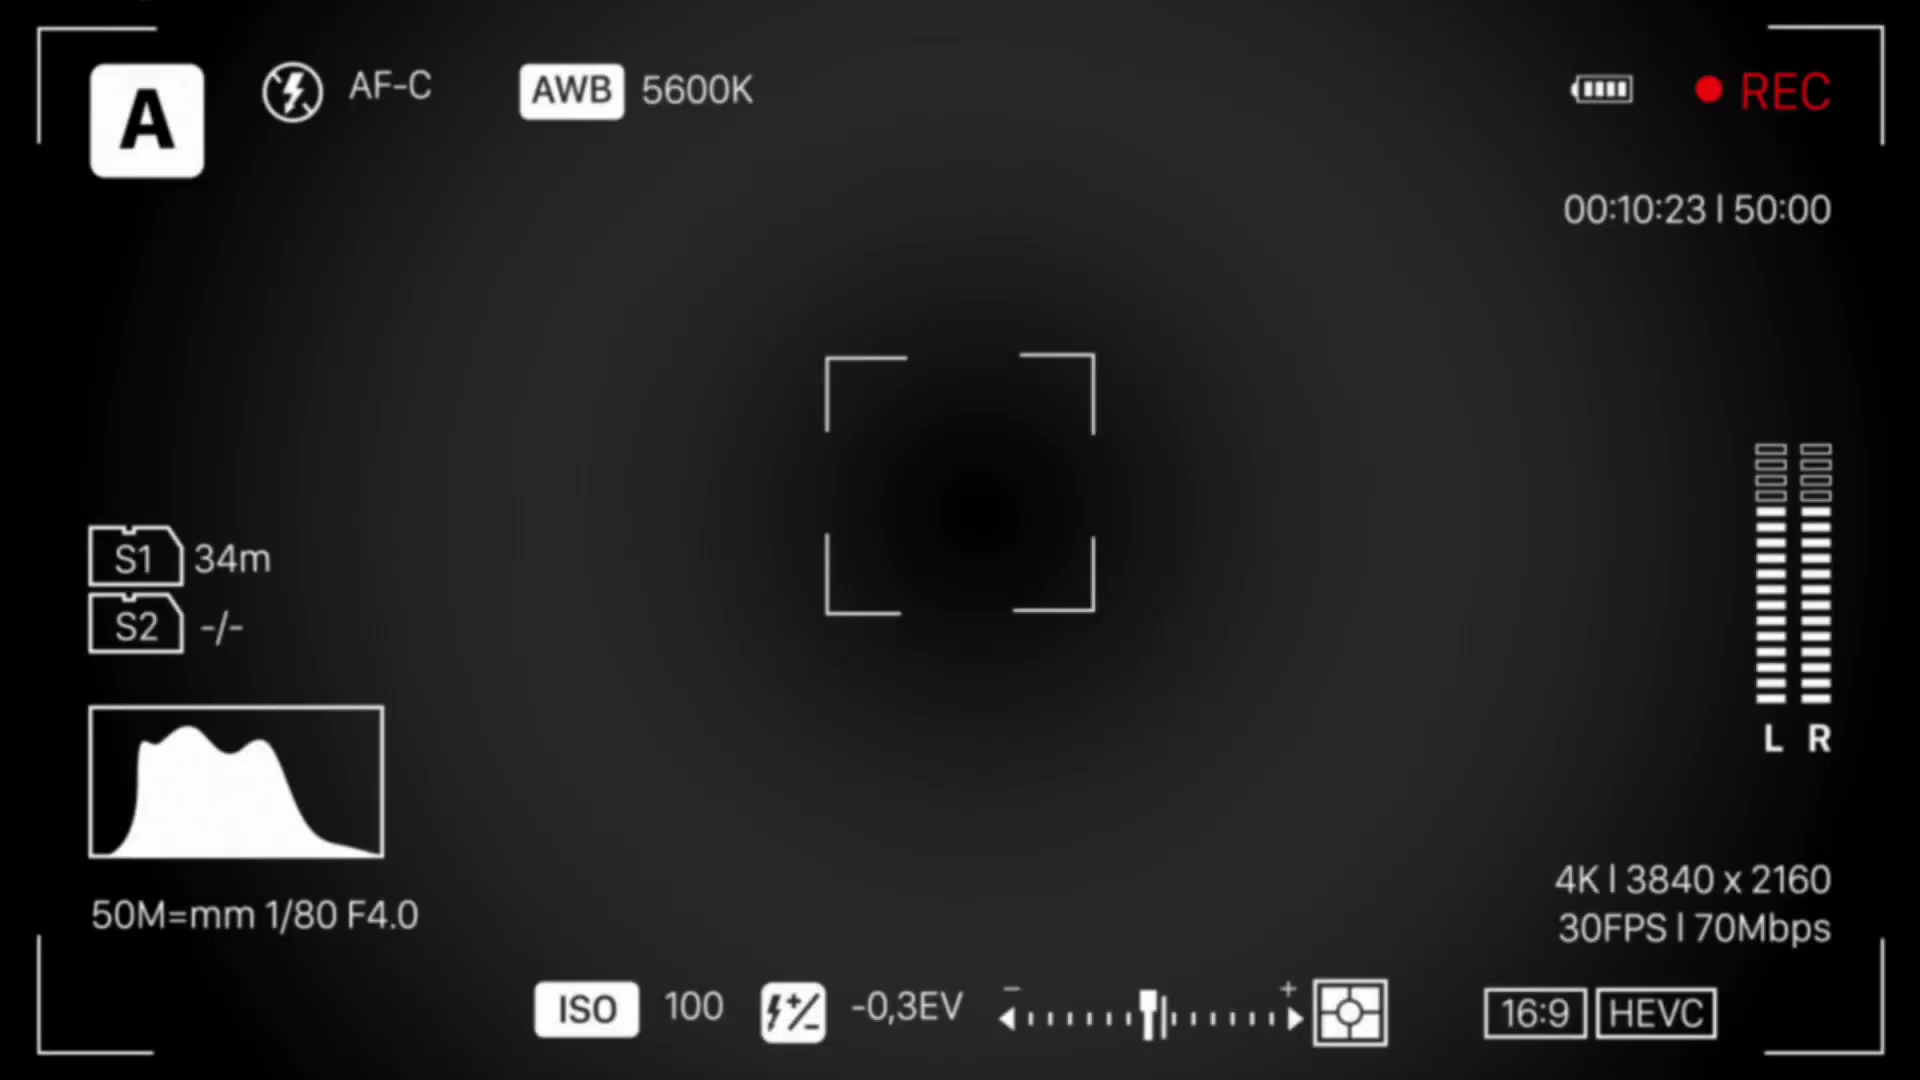 A
AF-C
AWB 5600K
REC
00:10:23 | 50:00
S1 34m
S2 -/-
L R
50M=mm 1/80 F4.0
4K | 3840 x 2160
30FPS | 70Mbps
ISO 100 -0,3EV
- +
16:9 HEVC